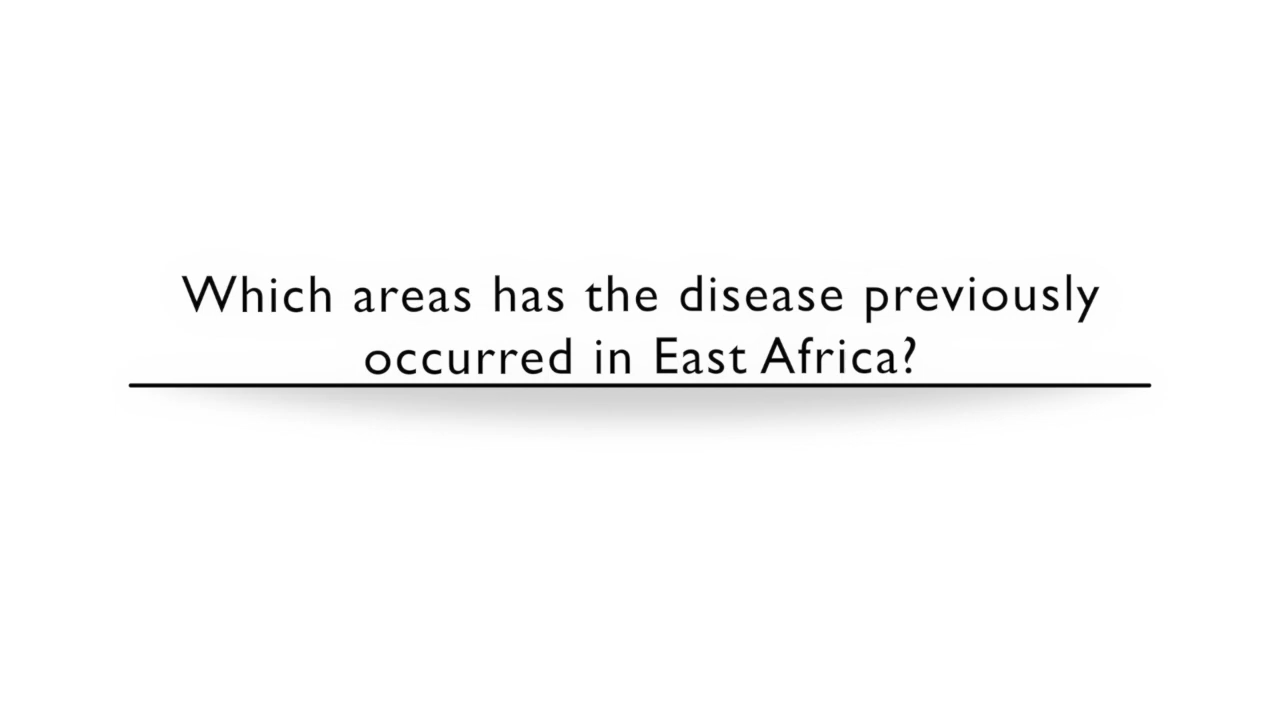 Which areas has the disease previously
occurred in East Africa?